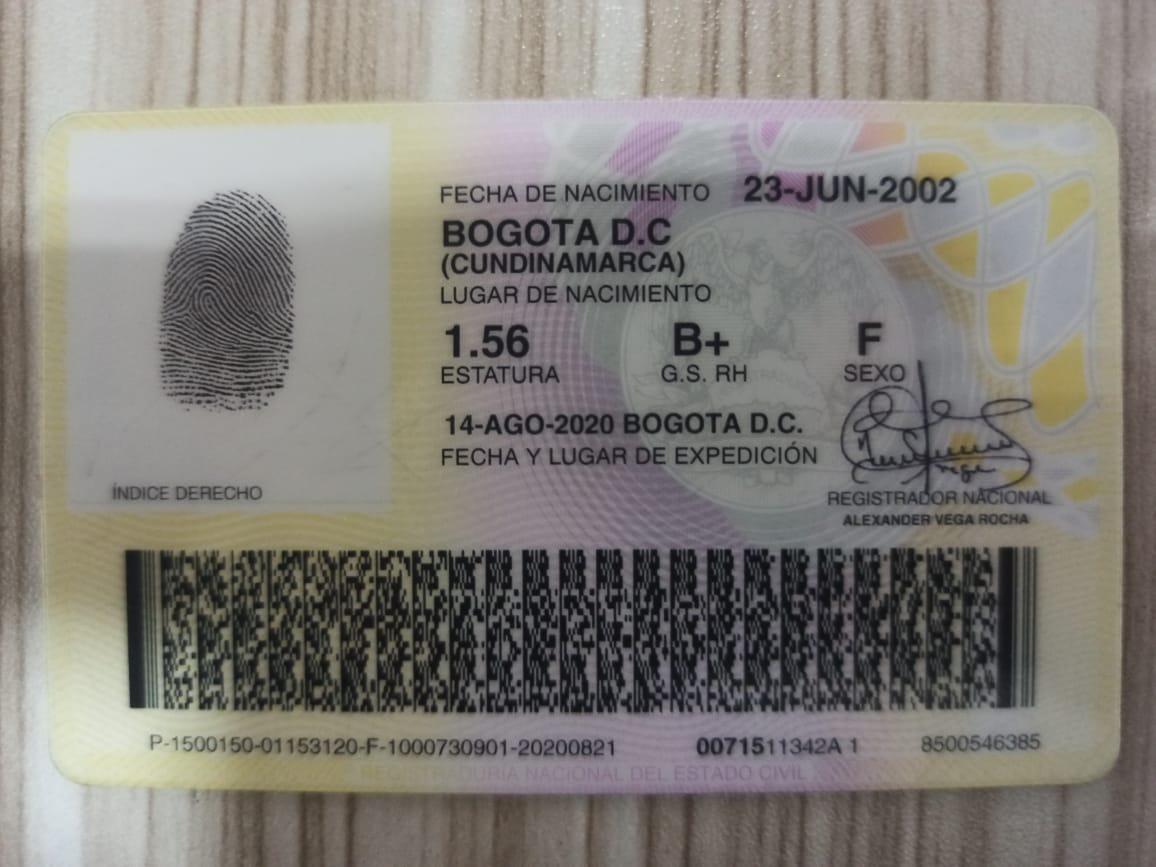 FECHA DE NACIMIENTO 23-JUN-2002
BOGOTA D.C
(CUNDINAMARCA)
LUGAR DE NACIMIENTO
1.56 B+ F
ESTATURA G.S. RH SEXO
14-AGO-2020 BOGOTA D.C.
FECHA Y LUGAR DE EXPEDICIÓN
ÍNDICE DERECHO
REGISTRADOR NACIONAL
ALEXANDER VEGA ROCHA
P-1500150-01153120-F-1000730901-20200821 0071511342A 1 8500546385
REGISTRADURÍA NACIONAL DEL ESTADO CIVIL